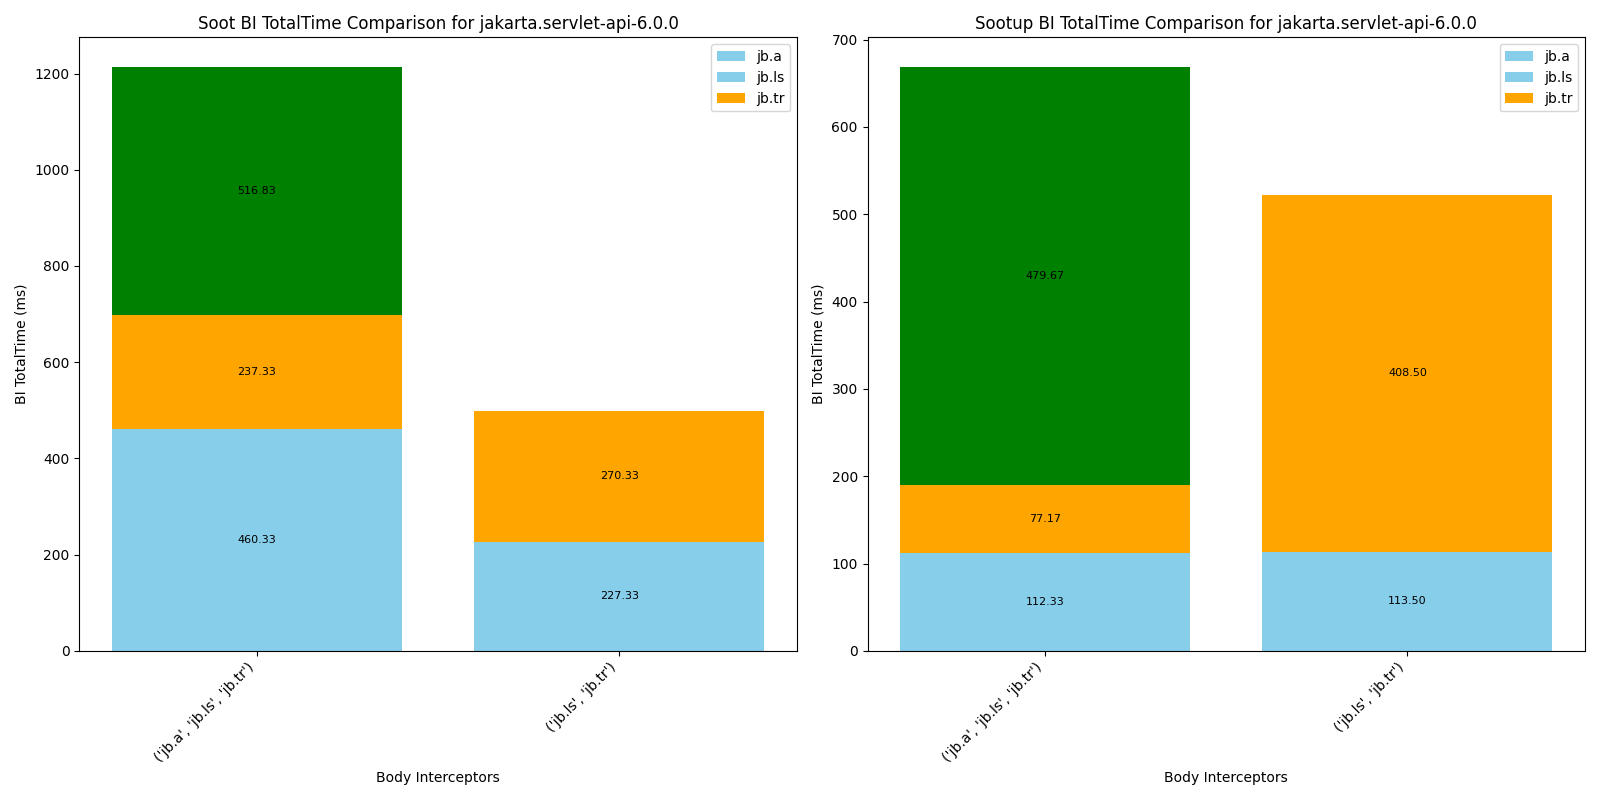 Soot BI TotalTime Comparison for jakarta.servlet-api-6.0.0
jb.a
jb.ls
jb.tr
1200
1000
800
600
400
200
0
BI TotalTime (ms)
516.83
237.33
460.33
270.33
227.33
('jb.a', 'jb.ls', 'jb.tr')
('jb.ls', 'jb.tr')
Body Interceptors
Sootup BI TotalTime Comparison for jakarta.servlet-api-6.0.0
jb.a
jb.ls
jb.tr
700
600
500
400
300
200
100
0
BI TotalTime (ms)
479.67
77.17
112.33
408.50
113.50
('jb.a', 'jb.ls', 'jb.tr')
('jb.ls', 'jb.tr')
Body Interceptors